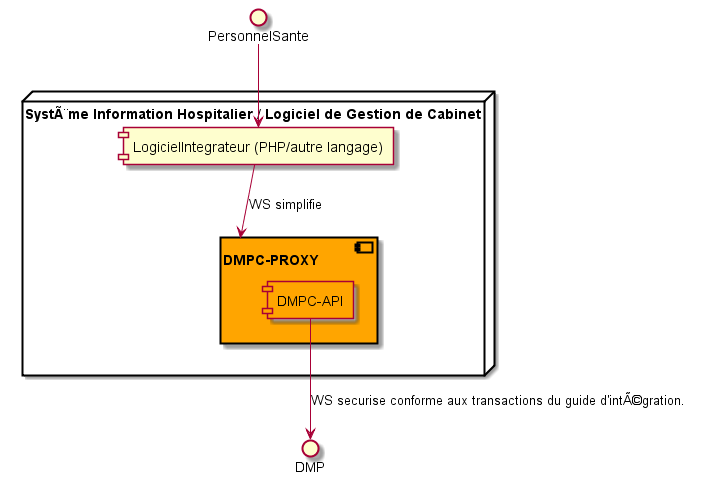 PersonnelSante
SystÃ¨me Information Hospitalier / Logiciel de Gestion de Cabinet
LogicielIntegrateur (PHP/autre langage)
WS simplifie
DMPC-PROXY
DMPC-API
WS securise conforme aux transactions du guide d'intÃ©gration.
DMP